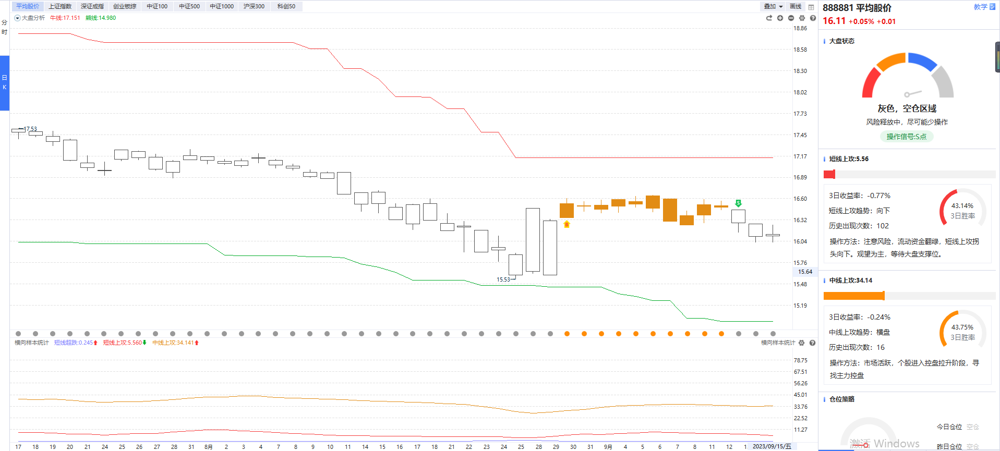 平均股价 上证指数 深证成指 创业板综 中证100 中证500 中证1000 沪深300 科创50 叠加 画线
大盘分析 牛线:17.151 熊线:14.980
分时
日K
18.86
18.58
18.30
18.02
17.73
17.45
17.17
16.89
16.60
16.32
16.04
15.76
15.64
15.48
15.19
17.53
15.53
B
S
横向样本统计 短线超跌:0.245 短线上攻:5.560 中线上攻:34.141 横向样本统计
78.75
67.51
56.26
45.01
33.76
22.52
11.27
17 18 19 20 21 24 25 26 27 28 31 8月 2 3 4 7 8 9 10 11 14 15 16 17 18 21 22 23 24 25 28 29 30 31 9月 4 5 6 7 8 11 12 2023/09/15/五
888881 平均股价 教学
16.11 +0.05% +0.01
大盘状态
灰色，空仓区域
风险释放中，尽可能少操作
操作信号:S点
短线上攻:5.56
3日收益率：-0.77%
短线上攻趋势：向下
历史出现次数：102
43.14%
3日胜率
操作方法：注意风险，流动资金翻绿，短线上攻拐
头向下。观望为主，等待大盘支撑位。
中线上攻:34.14
3日收益率：-0.24%
中线上攻趋势：横盘
历史出现次数：16
43.75%
3日胜率
操作方法：市场活跃，个股进入控盘拉升阶段，寻
找主力控盘
仓位策略
今日仓位 空仓
昨日仓位 空仓
激活 Windows